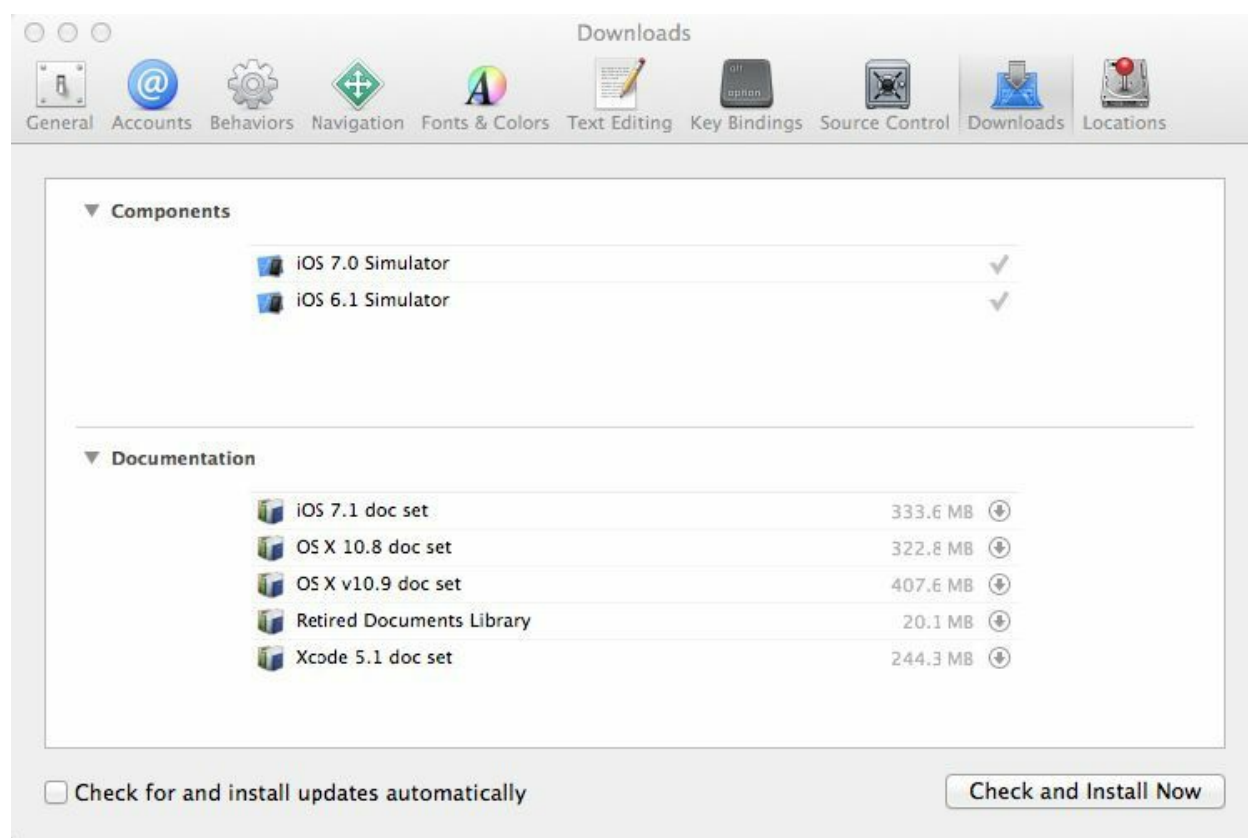 Downloads
General Accounts Behaviors Navigation Fonts & Colors Text Editing Key Bindings Source Control Downloads Locations
alt
option
Components
iOS 7.0 Simulator
iOS 6.1 Simulator
Documentation
iOS 7.1 doc set 333.6 MB
OS X 10.8 doc set 322.8 MB
OS X v10.9 doc set 407.6 MB
Retired Documents Library 20.1 MB
Xcode 5.1 doc set 244.3 MB
Check for and install updates automatically Check and Install Now